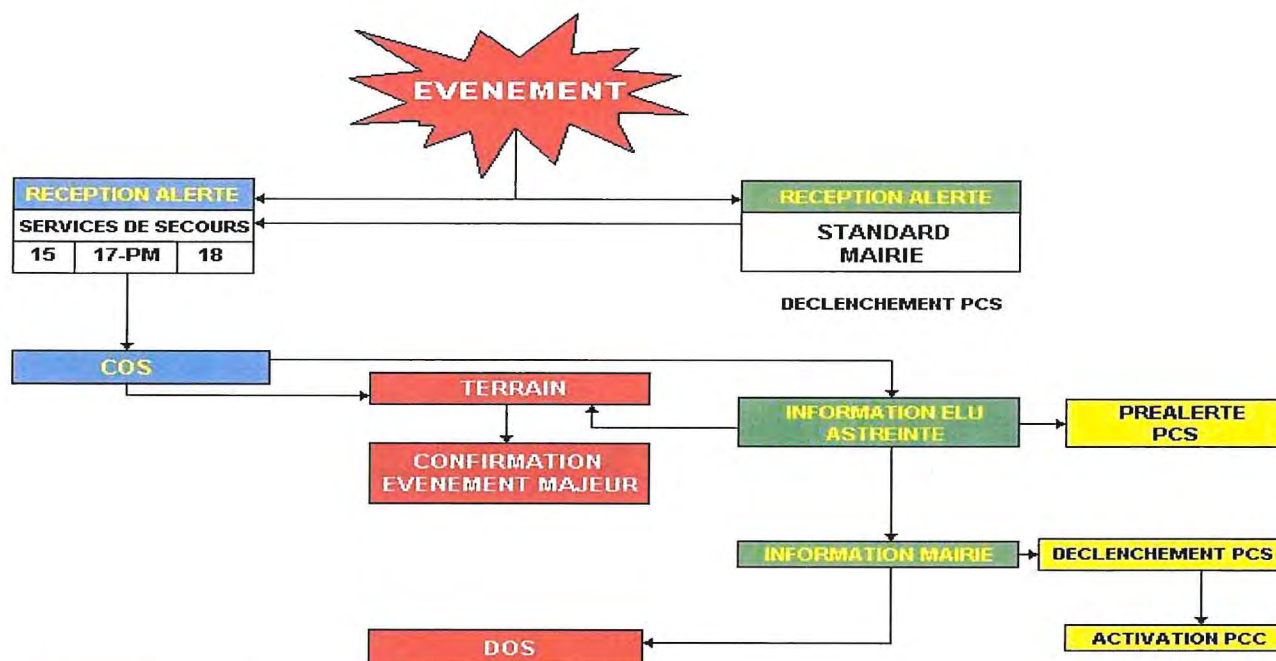 EVENEMENT
RECEPTION ALERTE
SERVICES DE SECOURS
15 17-PM 18
RECEPTION ALERTE
STANDARD
MAIRIE
DECLENCHEMENT PCS
COS
TERRAIN
CONFIRMATION
EVENEMENT MAJEUR
INFORMATION ELU
ASTREINTE
PREALERTE
PCS
INFORMATION MAIRIE
DECLENCHEMENT PCS
DOS
ACTIVATION PCC